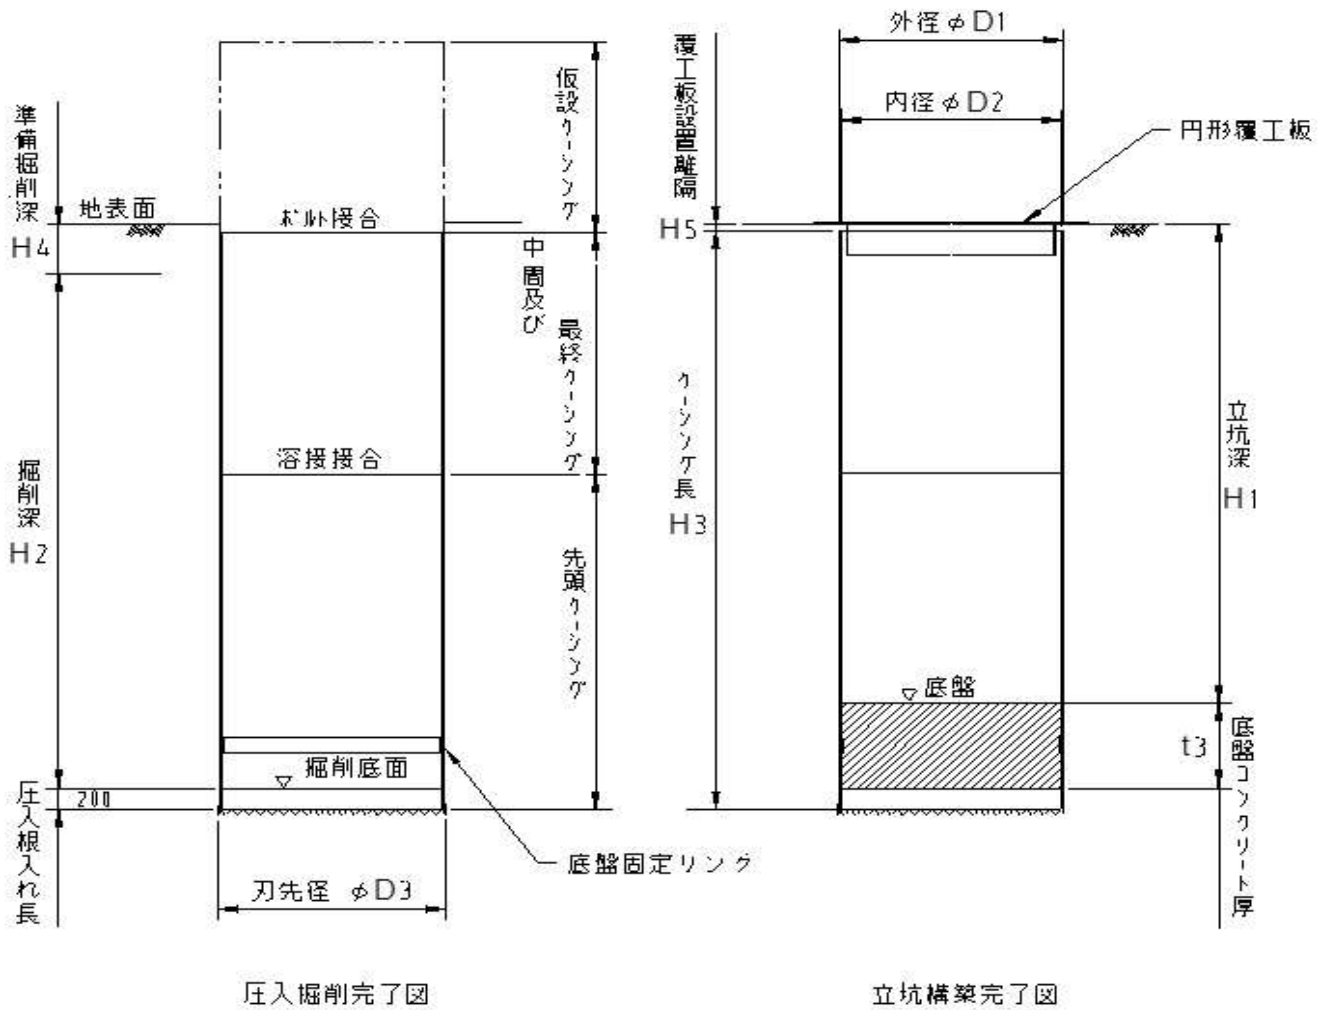 準備掘削深
H4
地表面
ボルト接合
仮設ケーシング
中間及び
最終ケーシング
溶接接合
掘削深
H2
先頭ケーシング
掘削底面
圧入根入れ長
200
底盤固定リング
刃先径 φD3
圧入掘削完了図
外径φD1
覆工板設置離隔
内径φD2
円形覆工板
H5
ケーシング長
H3
立坑深
H1
底盤
t3
底盤コンクリート厚
立坑構築完了図